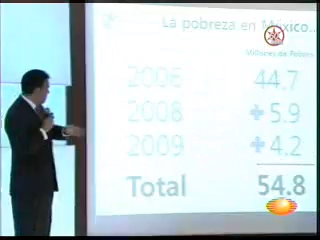 La pobreza en México...
Millones de Pobres
2006 44.7
2008 + 5.9
2009 + 4.2
Total 54.8